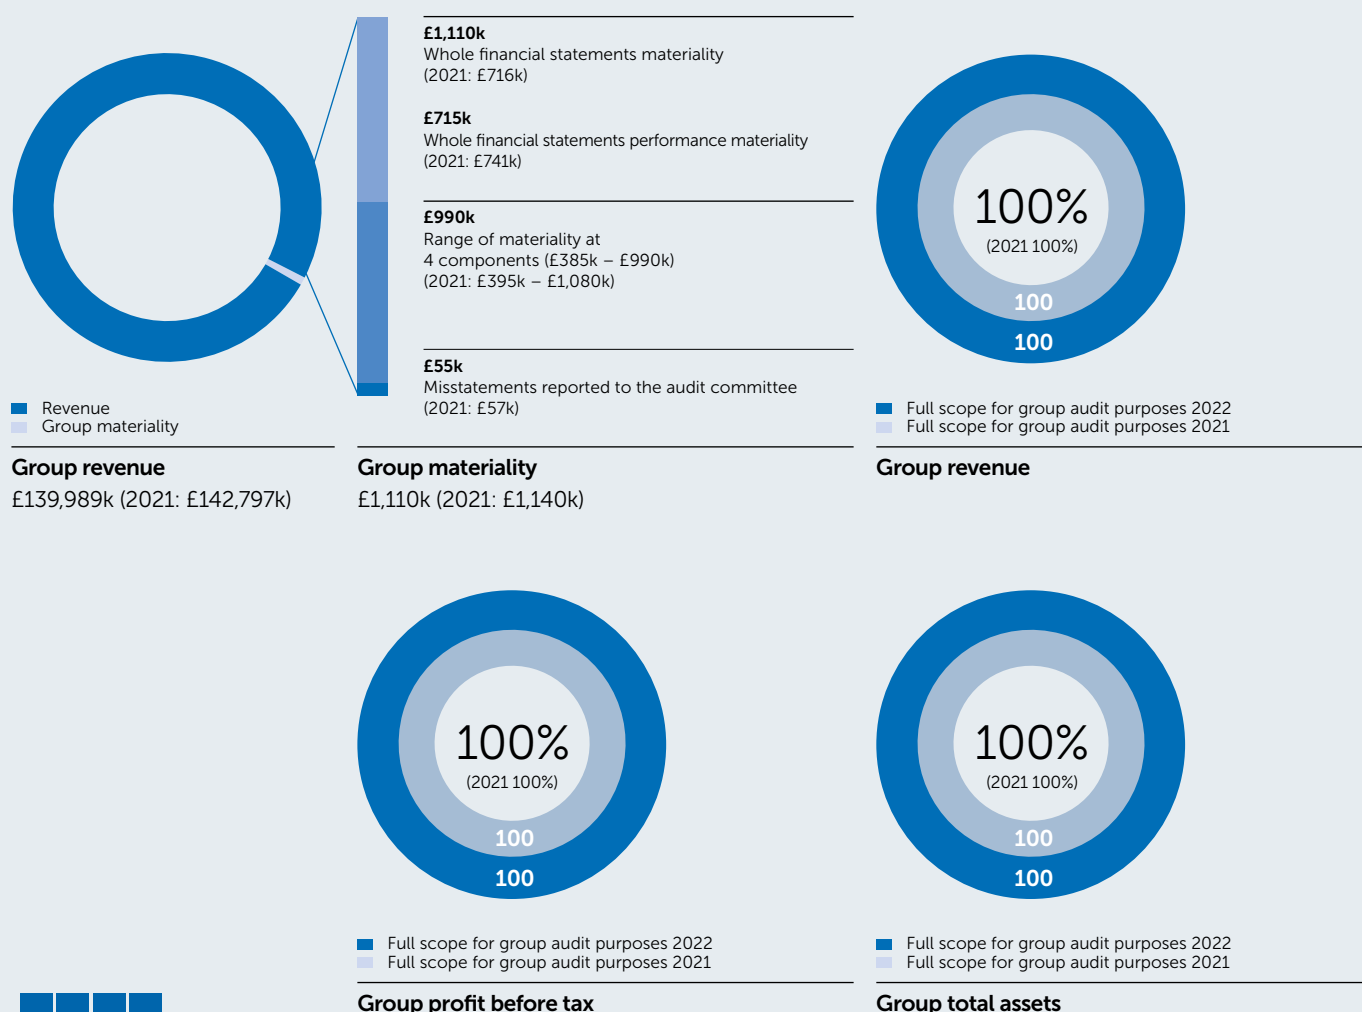 £1,110k
Whole financial statements materiality
(2021: £716k)
£715k
Whole financial statements performance materiality
(2021: £741k)
£990k
Range of materiality at
4 components (£385k – £990k)
(2021: £395k – £1,080k)
£55k
Misstatements reported to the audit committee
(2021: £57k)
Revenue
Group materiality
Group revenue
£139,989k (2021: £142,797k)
Group materiality
£1,110k (2021: £1,140k)
100%
(2021 100%)
100
100
Full scope for group audit purposes 2022
Full scope for group audit purposes 2021
Group revenue
100%
(2021 100%)
100
100
Full scope for group audit purposes 2022
Full scope for group audit purposes 2021
Group profit before tax
100%
(2021 100%)
100
100
Full scope for group audit purposes 2022
Full scope for group audit purposes 2021
Group total assets